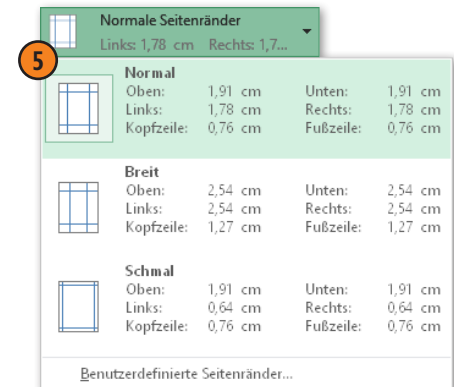 Normale Seitenränder
Links: 1,78 cm Rechts: 1,7...
5
Normal
Oben: 1,91 cm Unten: 1,91 cm
Links: 1,78 cm Rechts: 1,78 cm
Kopfzeile: 0,76 cm Fußzeile: 0,76 cm
Breit
Oben: 2,54 cm Unten: 2,54 cm
Links: 2,54 cm Rechts: 2,54 cm
Kopfzeile: 1,27 cm Fußzeile: 1,27 cm
Schmal
Oben: 1,91 cm Unten: 1,91 cm
Links: 0,64 cm Rechts: 0,64 cm
Kopfzeile: 0,76 cm Fußzeile: 0,76 cm
Benutzerdefinierte Seitenränder...